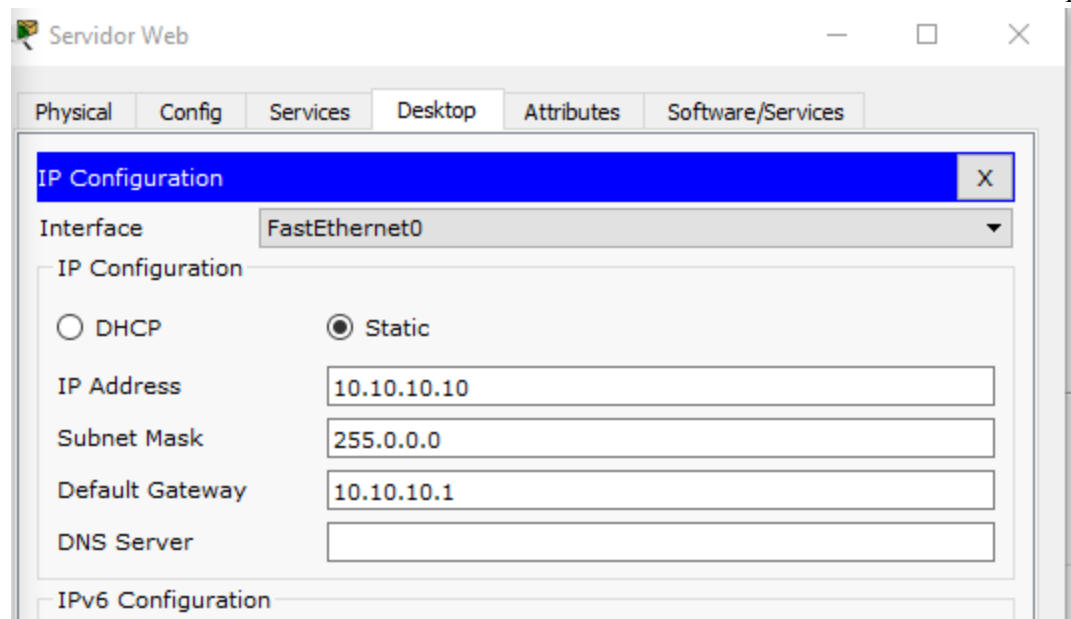 Servidor Web
Physical Config Services Desktop Attributes Software/Services
IP Configuration X
Interface FastEthernet0
IP Configuration
DHCP Static
IP Address 10.10.10.10
Subnet Mask 255.0.0.0
Default Gateway 10.10.10.1
DNS Server
IPv6 Configuration